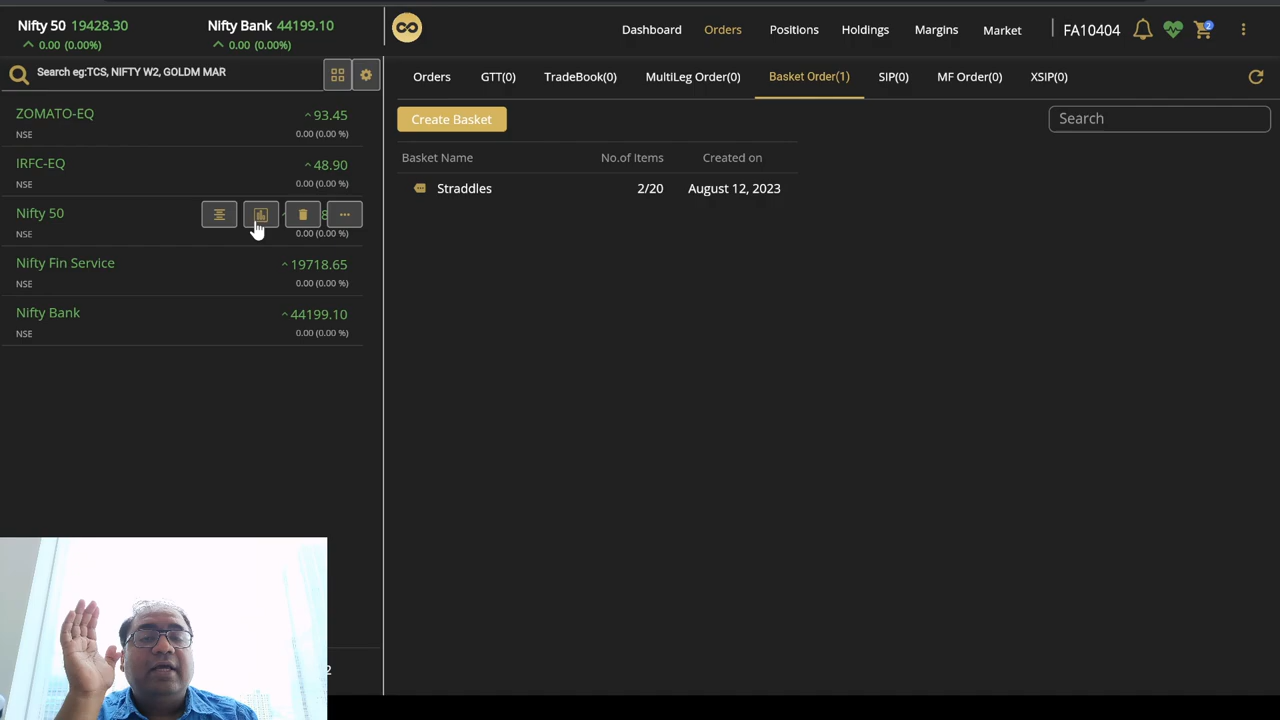 Nifty 50 19428.30 Nifty Bank 44199.10
0.00 (0.00%) 0.00 (0.00%)
Dashboard Orders Positions Holdings Margins Market FA10404 2
Search eg:TCS, NIFTY W2, GOLDM MAR
Orders GTT(0) TradeBook(0) MultiLeg Order(0) Basket Order(1) SIP(0) MF Order(0) XSIP(0)
ZOMATO-EQ 93.45
NSE 0.00 (0.00 %)
IRFC-EQ 48.90
NSE 0.00 (0.00 %)
Nifty 50
NSE 0.00 (0.00 %)
Nifty Fin Service 19718.65
NSE 0.00 (0.00 %)
Nifty Bank 44199.10
NSE 0.00 (0.00 %)
Create Basket Search
Basket Name No.of Items Created on
Straddles 2/20 August 12, 2023